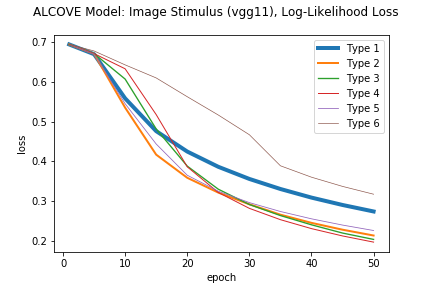 ALCOVE Model: Image Stimulus (vgg11), Log-Likelihood Loss
0.7
0.6
0.5
0.4
0.3
0.2
loss
Type 1
Type 2
Type 3
Type 4
Type 5
Type 6
0
10
20
30
40
50
epoch